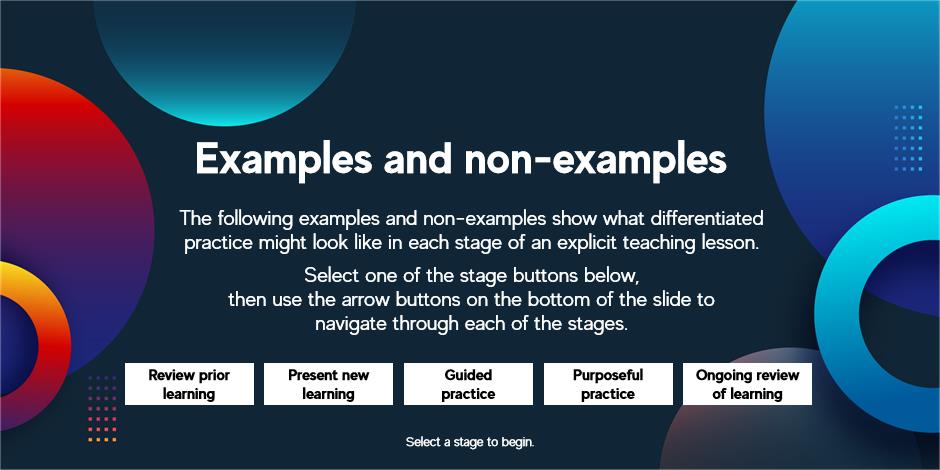 Examples and non-examples
The following examples and non-examples show what differentiated
practice might look like in each stage of an explicit teaching lesson.
Select one of the stage buttons below,
then use the arrow buttons on the bottom of the slide to
navigate through each of the stages.
Review prior
learning
Present new
learning
Guided
practice
Purposeful
practice
Ongoing review
of learning
Select a stage to begin.